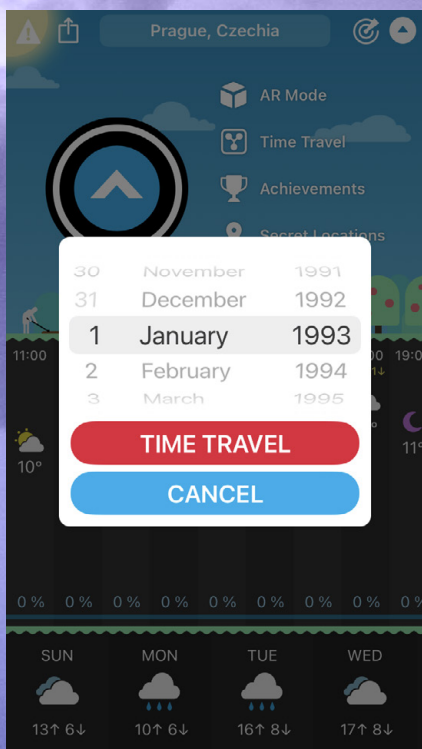 Prague, Czechia
AR Mode
Time Travel
Achievements
Secret Locations
30 November 1991
31 December 1992
1 January 1993
2 February 1994
3 March 1995
TIME TRAVEL
CANCEL
11:00 19:0
10° 11°
0 % 0 % 0 % 0 % 0 % 0 % 0 % 0 % 0 %
SUN MON TUE WED
13↑ 6↓ 10↑ 6↓ 16↑ 8↓ 17↑ 8↓